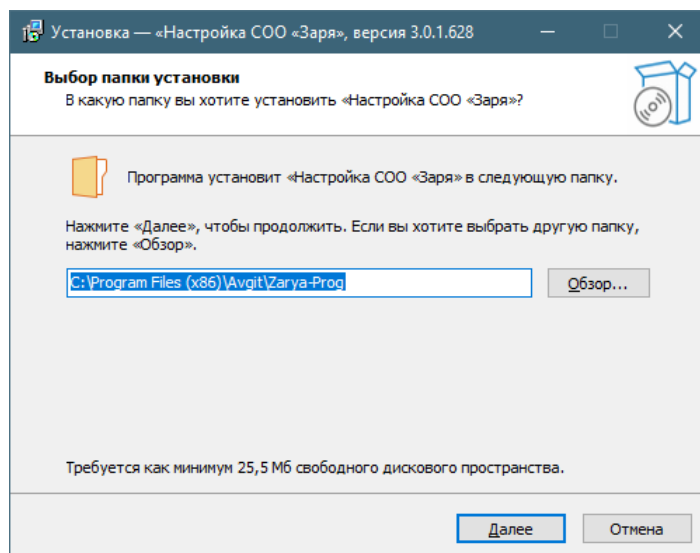 Установка — «Настройка СОО «Заря», версия 3.0.1.628
Выбор папки установки
В какую папку вы хотите установить «Настройка СОО «Заря»?
Программа установит «Настройка СОО «Заря» в следующую папку.
Нажмите «Далее», чтобы продолжить. Если вы хотите выбрать другую папку,
нажмите «Обзор».
C:\Program Files (x86)\Avgit\Zarya-Prog
Обзор...
Требуется как минимум 25,5 Мб свободного дискового пространства.
Далее
Отмена